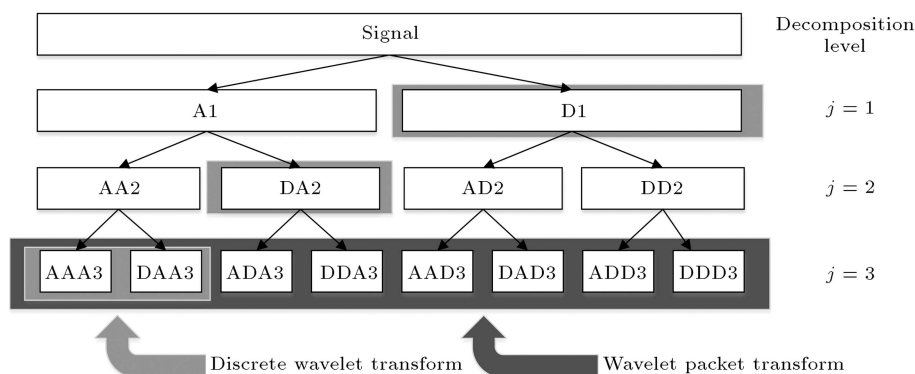 Signal
Decomposition
level
A1
D1
j = 1
AA2
DA2
AD2
DD2
j = 2
AAA3
DAA3
ADA3
DDA3
AAD3
DAD3
ADD3
DDD3
j = 3
Discrete wavelet transform
Wavelet packet transform